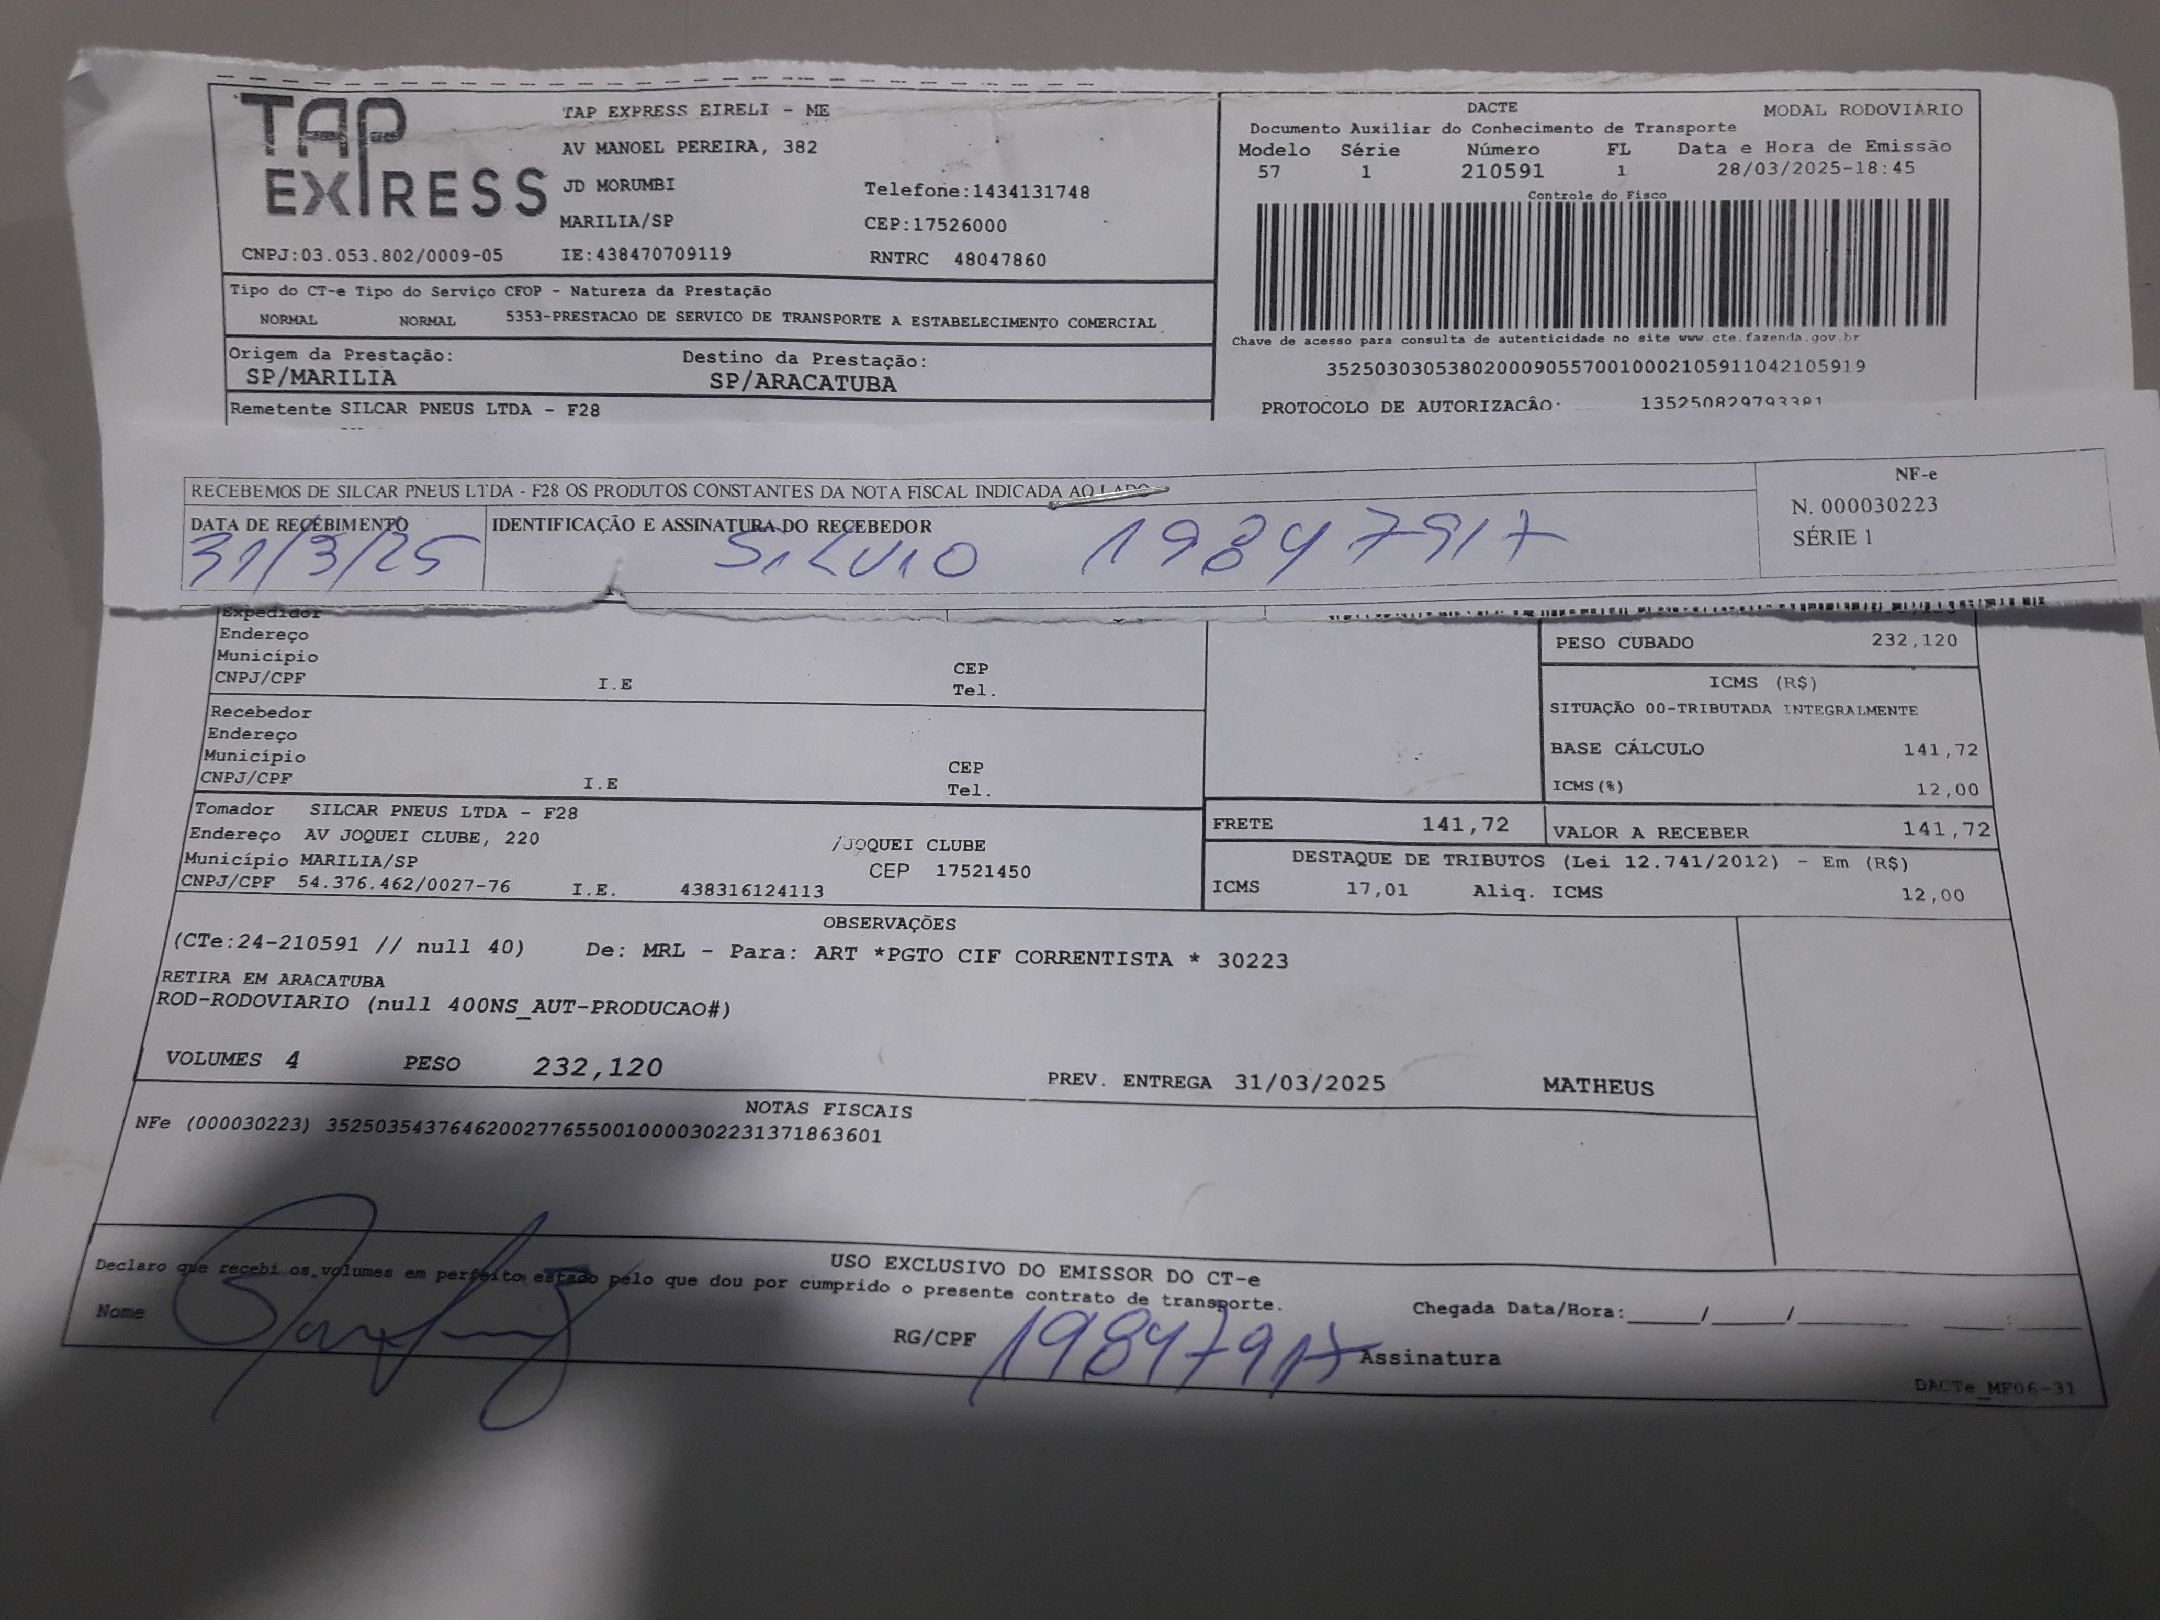 TAP EXPRESS
TAP EXPRESS EIRELI - ME
AV MANOEL PEREIRA, 382
JD MORUMBI Telefone:1434131748
MARILIA/SP CEP:17526000
CNPJ:03.053.802/0009-05 IE:438470709119 RNTRC 48047860
DACTE MODAL RODOVIÁRIO
Documento Auxiliar do Conhecimento de Transporte
Modelo Série Número FL Data e Hora de Emissão
57 1 210591 1 28/03/2025-18:45
Controle do Fisco
Chave de acesso para consulta de autenticidade no site www.cte.fazenda.gov.br
35250303053802000905570010002105911042105919
PROTOCOLO DE AUTORIZACÃO: 135250829793381
Tipo do CT-e Tipo do Serviço CFOP - Natureza da Prestação
NORMAL NORMAL 5353-PRESTACAO DE SERVICO DE TRANSPORTE A ESTABELECIMENTO COMERCIAL
Origem da Prestação: Destino da Prestação:
SP/MARILIA SP/ARACATUBA
Remetente SILCAR PNEUS LTDA - F28
RECEBEMOS DE SILCAR PNEUS LTDA - F28 OS PRODUTOS CONSTANTES DA NOTA FISCAL INDICADA AO LADO
DATA DE RECEBIMENTO IDENTIFICAÇÃO E ASSINATURA DO RECEBEDOR
31/3/25 SILVIO 19847917
NF-e
N. 000030223
SÉRIE 1
Expedidor
Endereço
Município CEP
CNPJ/CPF I.E Tel.
Recebedor
Endereço
Município CEP
CNPJ/CPF I.E Tel.
PESO CUBADO 232,120
ICMS (R$)
SITUAÇÃO 00-TRIBUTADA INTEGRALMENTE
BASE CÁLCULO 141,72
ICMS(%) 12,00
Tomador SILCAR PNEUS LTDA - F28
Endereço AV JOQUEI CLUBE, 220 /JOQUEI CLUBE
Município MARILIA/SP CEP 17521450
CNPJ/CPF 54.376.462/0027-76 I.E. 438316124113
FRETE 141,72 VALOR A RECEBER 141,72
DESTAQUE DE TRIBUTOS (Lei 12.741/2012) - Em (R$)
ICMS 17,01 Aliq. ICMS 12,00
OBSERVAÇÕES
(CTe:24-210591 // null 40) De: MRL - Para: ART *PGTO CIF CORRENTISTA * 30223
RETIRA EM ARACATUBA
ROD-RODOVIARIO (null 400NS_AUT-PRODUCAO#)
VOLUMES 4 PESO 232,120 PREV. ENTREGA 31/03/2025 MATHEUS
NOTAS FISCAIS
NFe (000030223) 35250354376462002776550010000302231371863601
USO EXCLUSIVO DO EMISSOR DO CT-e
Declaro que recebi os volumes em perfeito estado pelo que dou por cumprido o presente contrato de transporte.
Nome RG/CPF 19847917 Assinatura
Chegada Data/Hora:_____/_____/________ ____:____
DACTe_MF06-31